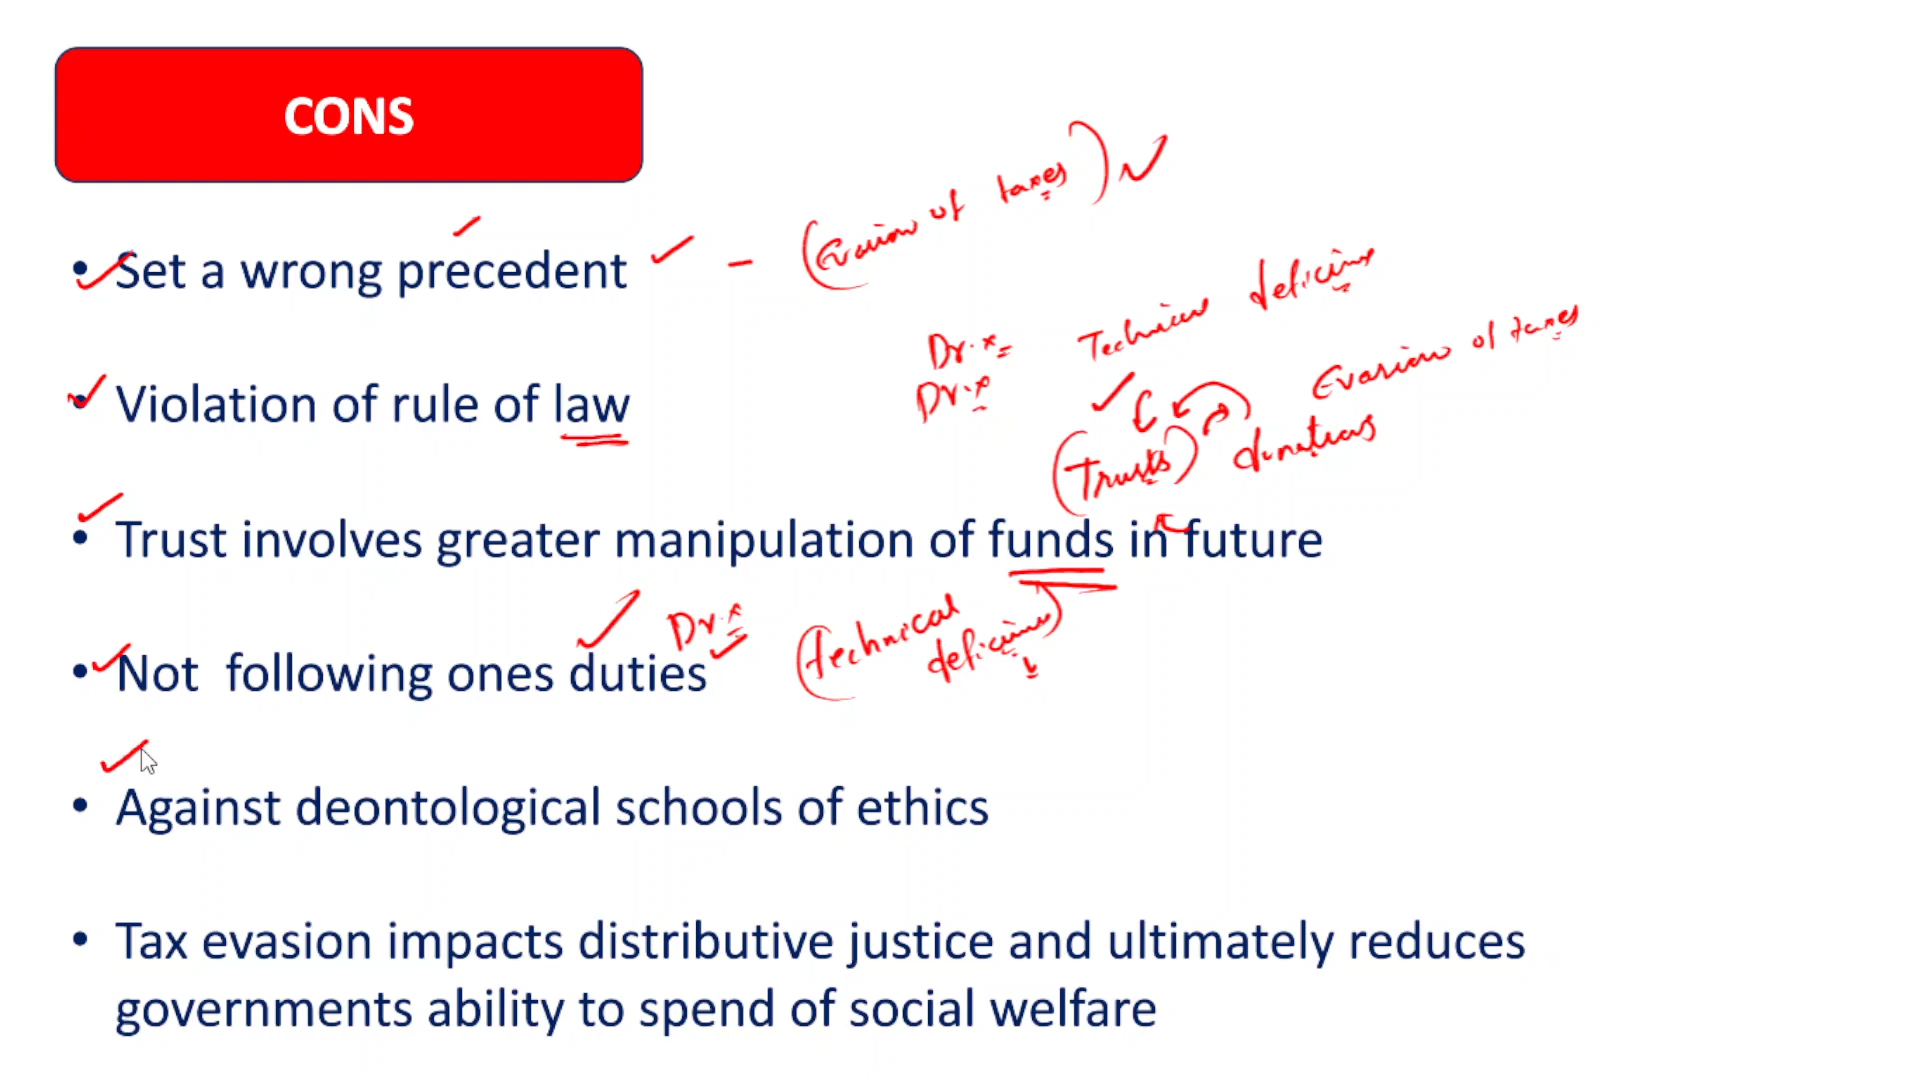 CONS
• Set a wrong precedent - (Evasion of taxes)
Dr. X Technical
Dr. X Evasion of taxes
• Violation of rule of law
(Trusts) donations
• Trust involves greater manipulation of funds in future
Dr. X (Technical
• Not  following ones duties
• Against deontological schools of ethics
• Tax evasion impacts distributive justice and ultimately reduces
governments ability to spend of social welfare